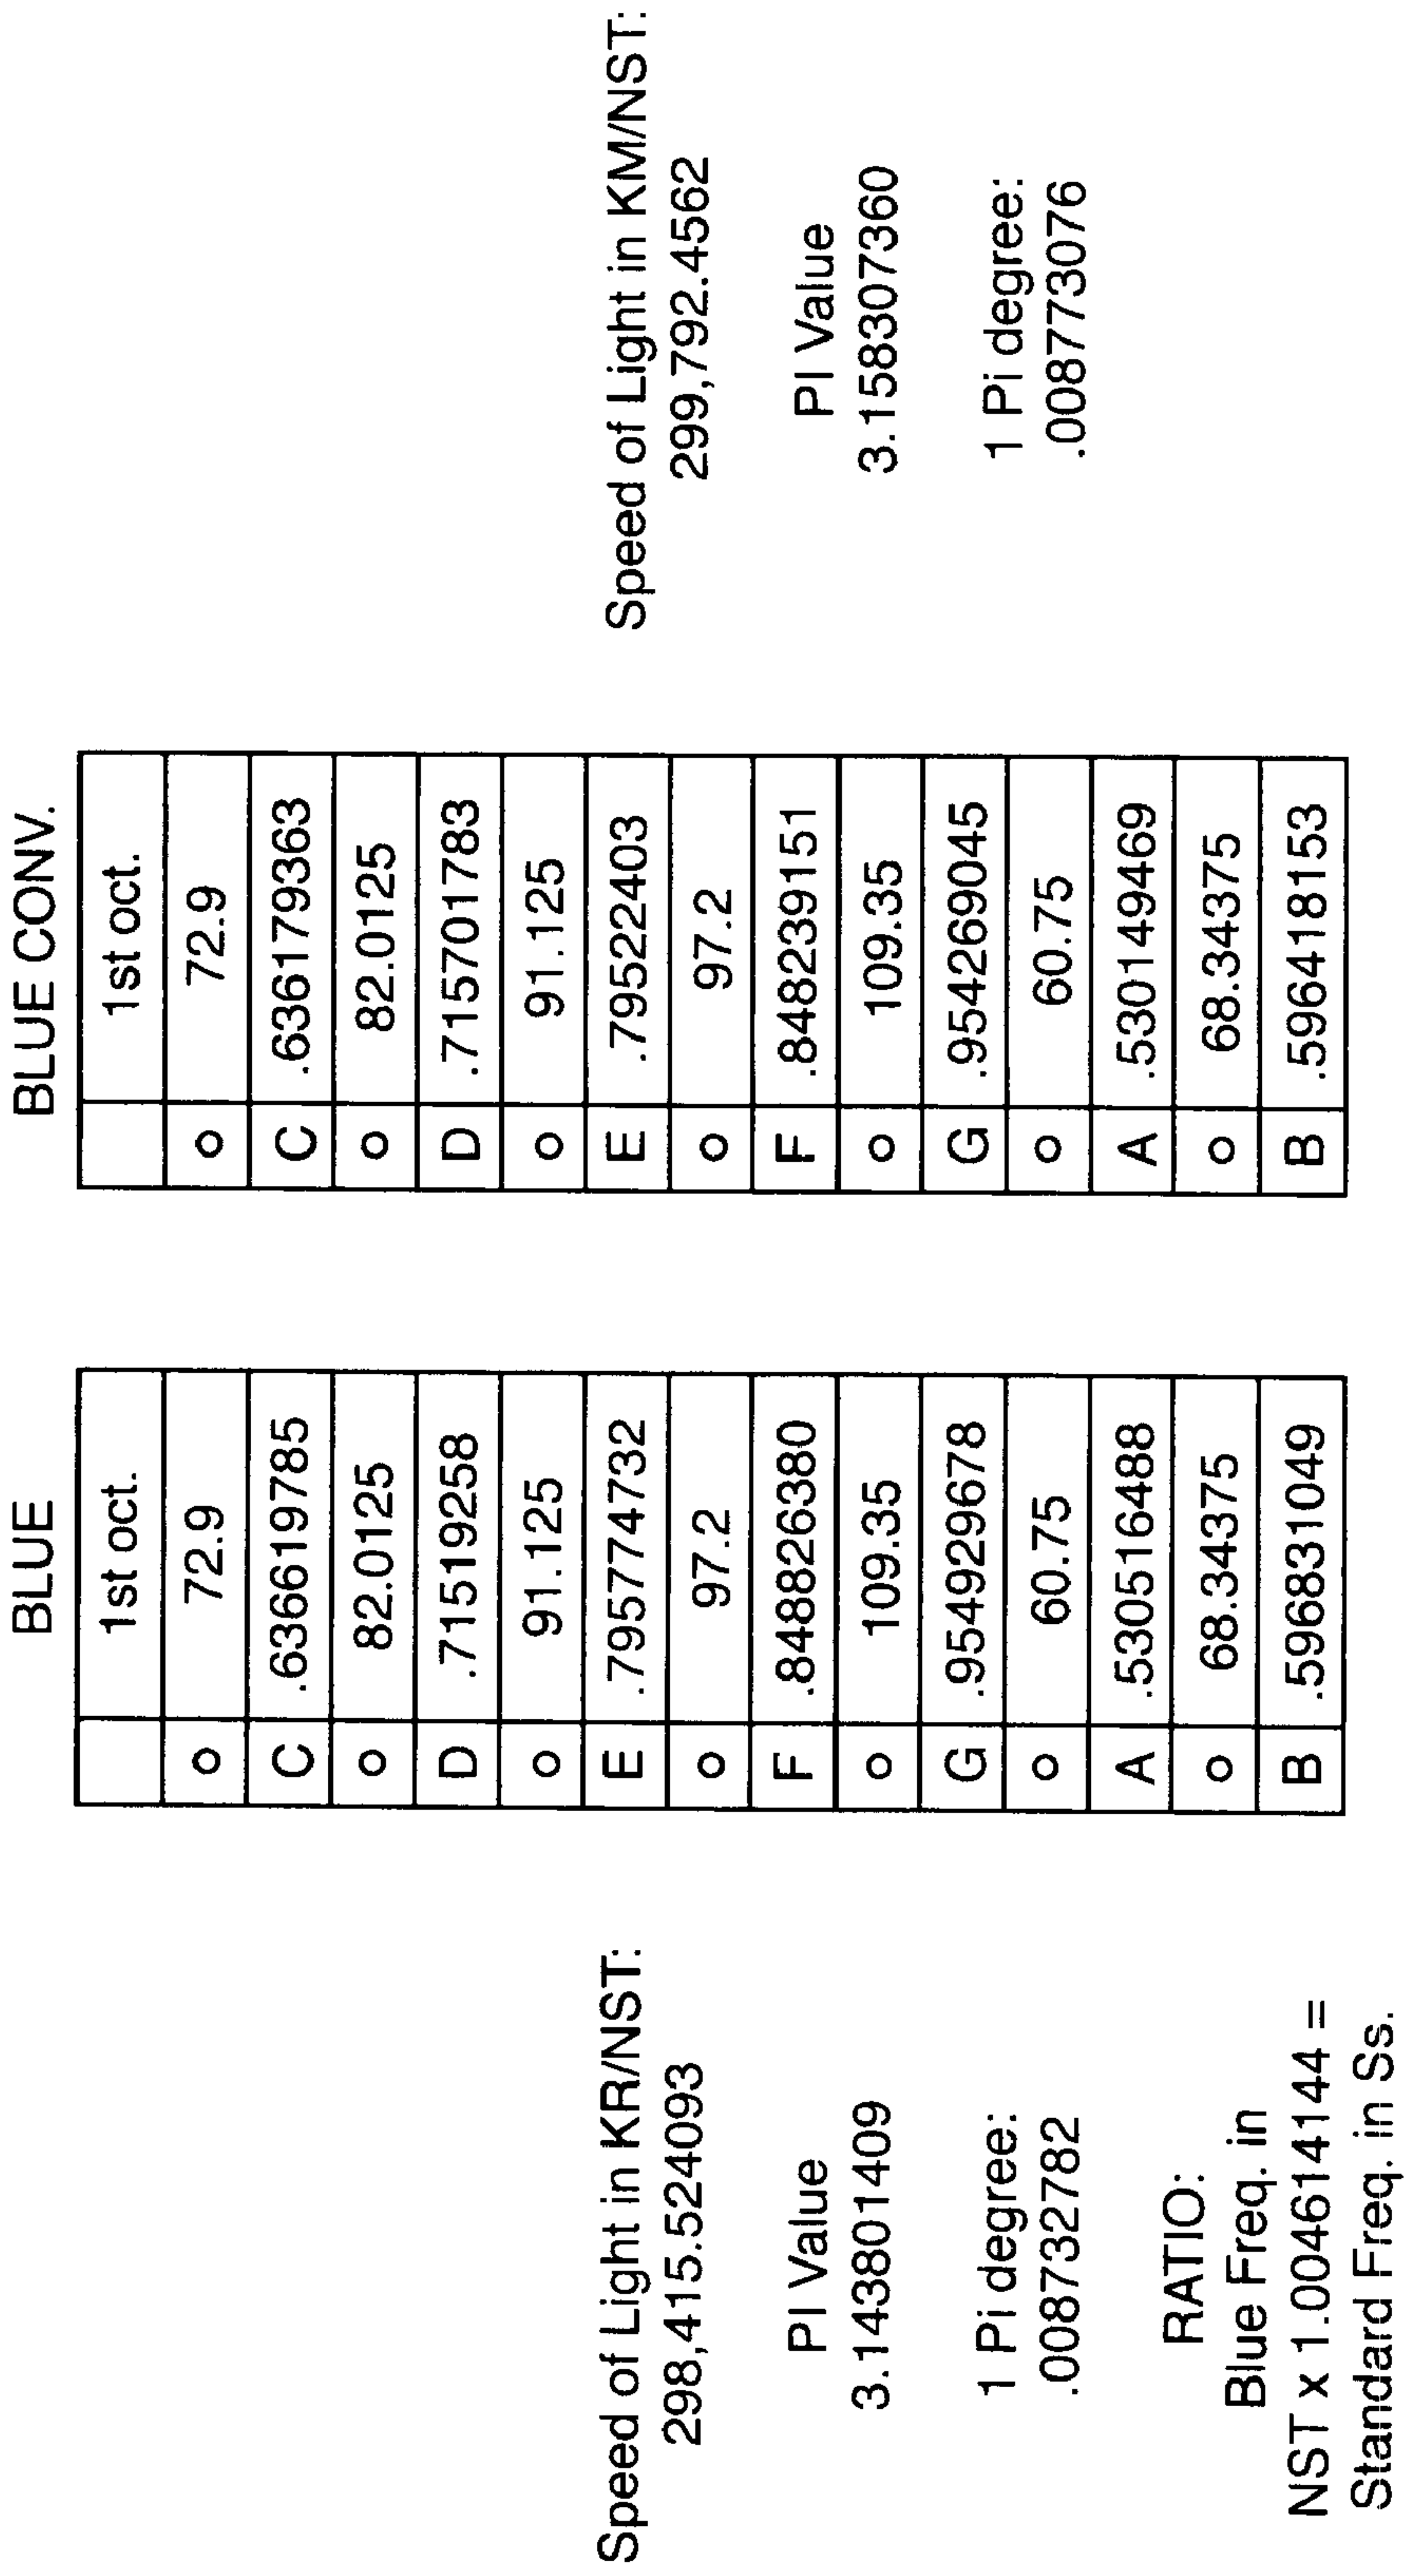 Speed of Light in KR/NST:
298,415.524093
PI Value
3.143801409
1 Pi degree:
.008732782
RATIO:
Blue Freq. in
NST x 1.004614144 =
Standard Freq. in Ss.
BLUE
1st oct.
o 72.9
C .636619785
o 82.0125
D .71519258
o 91.125
E .795774732
o 97.2
F .848826380
o 109.35
G .954929678
o 60.75
A .530516488
o 68.34375
B .596831049
BLUE CONV.
1st oct.
o 72.9
C .636179363
o 82.0125
D .715701783
o 91.125
E .79522403
o 97.2
F .848239151
o 109.35
G .954269045
o 60.75
A .530149469
o 68.34375
B .596418153
Speed of Light in KM/NST:
299,792.4562
PI Value
3.158307360
1 Pi degree:
.008773076